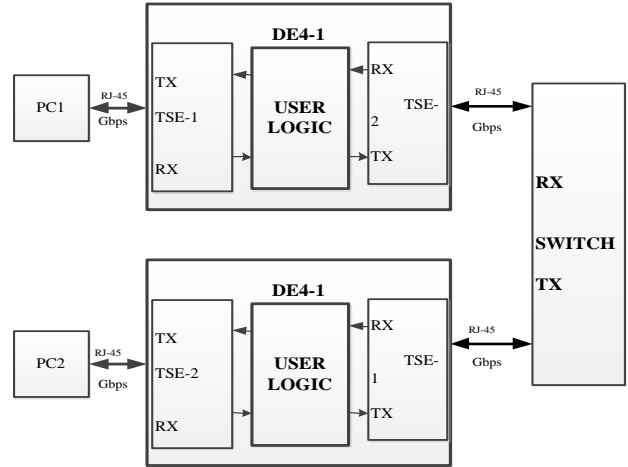 DE4-1
PC1
RJ-45
Gbps
TX
TSE-1
RX
USER
LOGIC
RX
TSE-
2
TX
RJ-45
Gbps
RX
SWITCH
TX
DE4-1
PC2
RJ-45
Gbps
TX
TSE-2
RX
USER
LOGIC
RX
TSE-
1
TX
RJ-45
Gbps